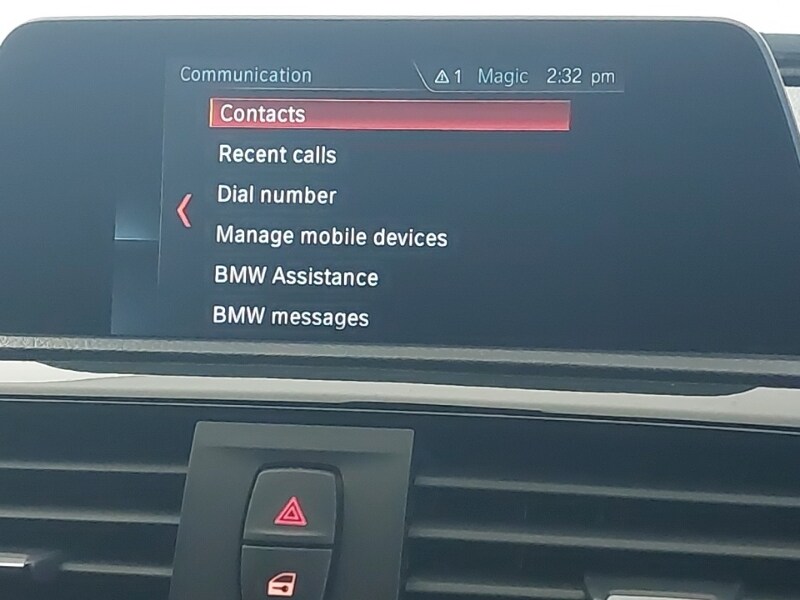 Communication ⚠ 1 Magic 2:32 pm
Contacts
Recent calls
Dial number
Manage mobile devices
BMW Assistance
BMW messages